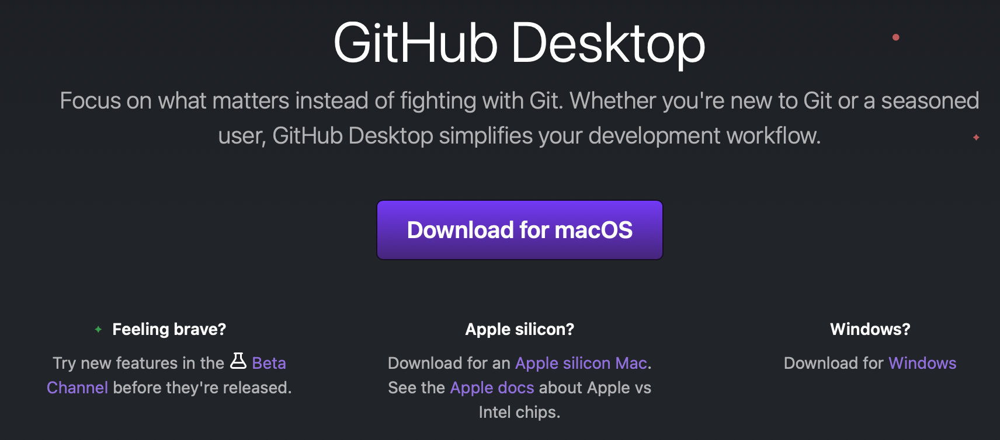 GitHub Desktop
Focus on what matters instead of fighting with Git. Whether you're new to Git or a seasoned
user, GitHub Desktop simplifies your development workflow.
Download for macOS
Feeling brave?
Try new features in the Beta
Channel before they're released.
Apple silicon?
Download for an Apple silicon Mac.
See the Apple docs about Apple vs
Intel chips.
Windows?
Download for Windows